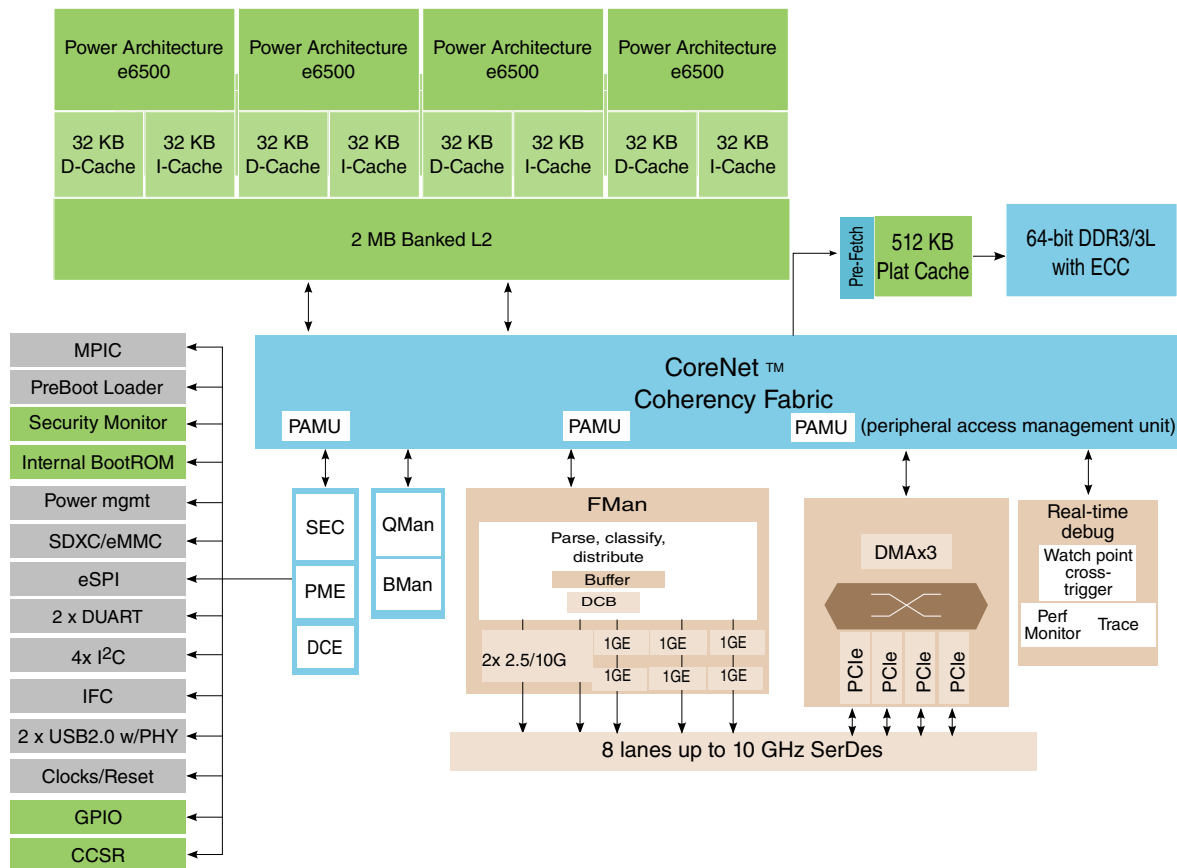 Power Architecture
e6500
Power Architecture
e6500
Power Architecture
e6500
Power Architecture
e6500
32 KB
D-Cache
32 KB
I-Cache
32 KB
D-Cache
32 KB
I-Cache
32 KB
D-Cache
32 KB
I-Cache
32 KB
D-Cache
32 KB
I-Cache
2 MB Banked L2
Pre-Fetch
512 KB
Plat Cache
64-bit DDR3/3L
with ECC
MPIC
PreBoot Loader
Security Monitor
Internal BootROM
Power mgmt
SDXC/eMMC
eSPI
2 x DUART
4x I²C
IFC
2 x USB2.0 w/PHY
Clocks/Reset
GPIO
CCSR
CoreNet ™
Coherency Fabric
PAMU
PAMU
PAMU (peripheral access management unit)
SEC
PME
DCE
QMan
BMan
FMan
Parse, classify,
distribute
Buffer
DCB
2x 2.5/10G
1GE
1GE
1GE
1GE
1GE
1GE
DMAx3
PCIe
PCIe
PCIe
PCIe
Real-time
debug
Watch point
cross-
trigger
Perf
Monitor
Trace
8 lanes up to 10 GHz SerDes